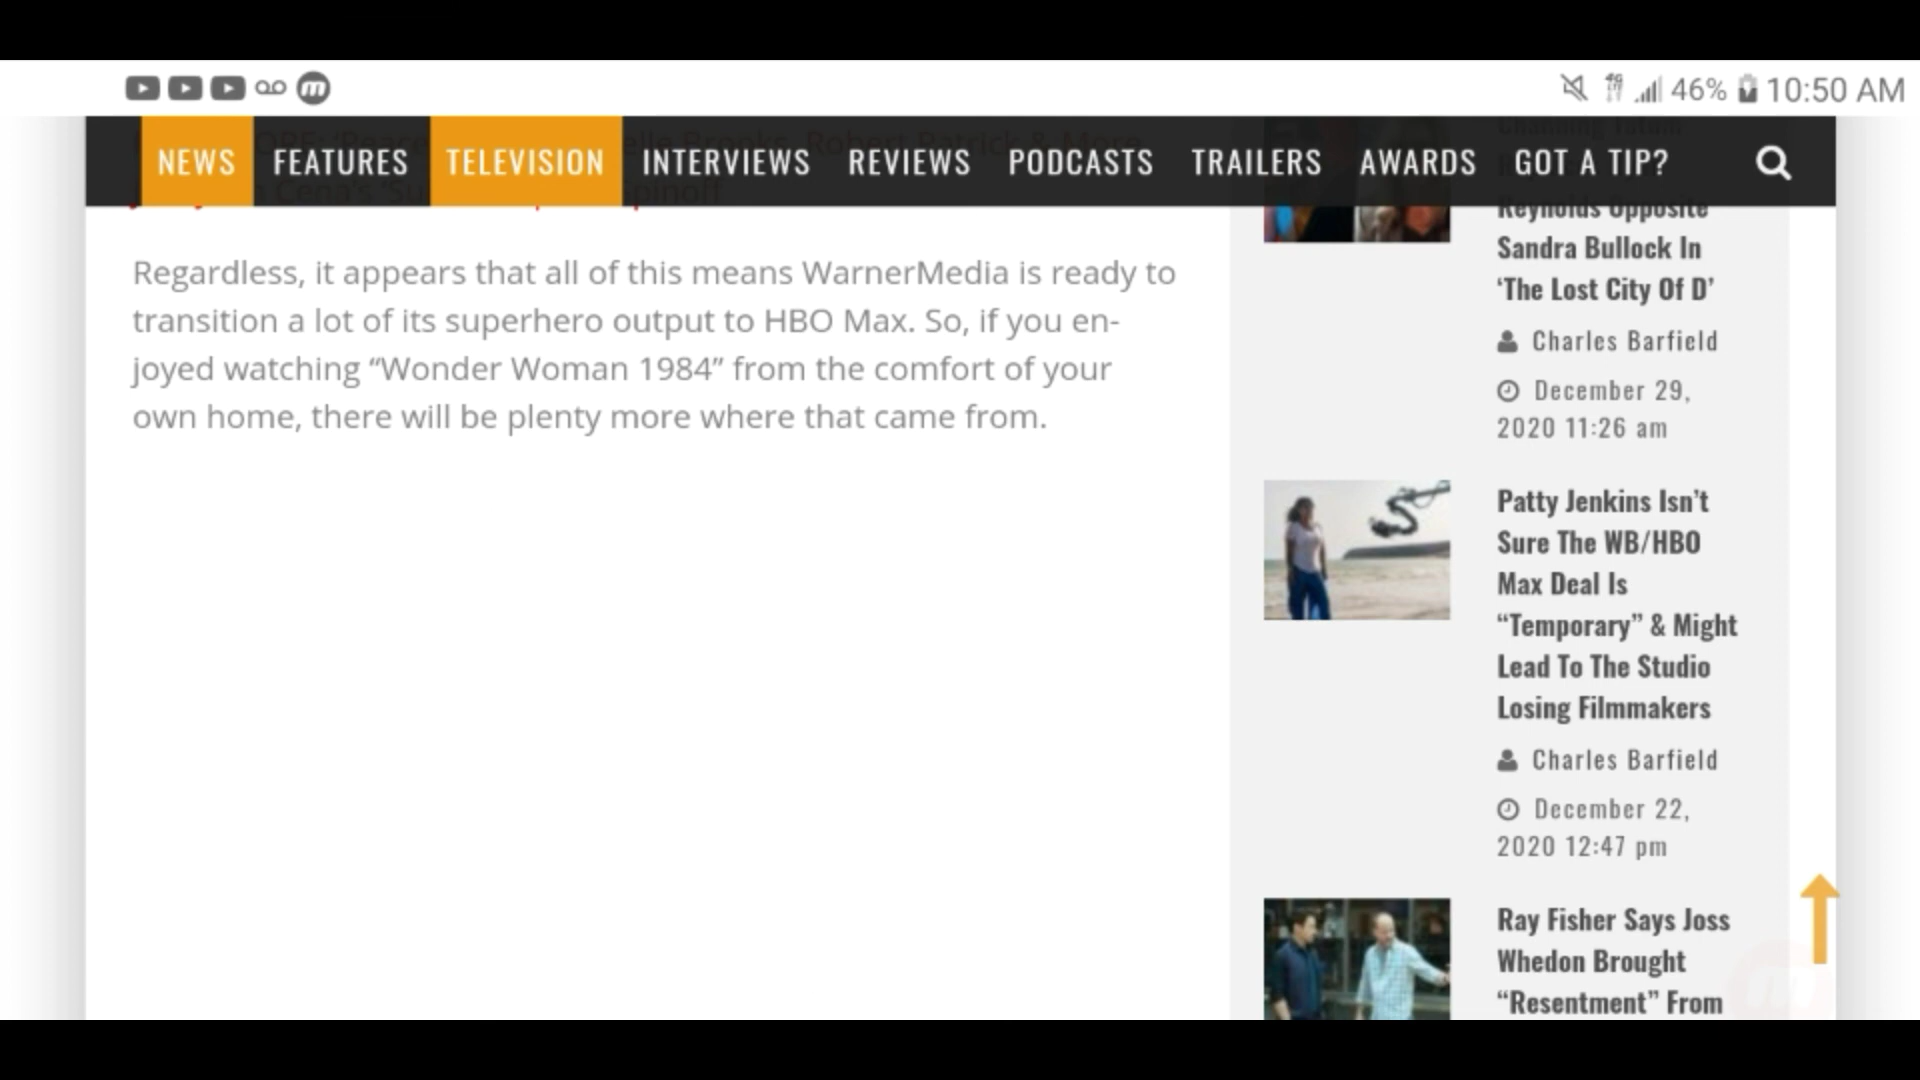 46% 10:50 AM
NEWS FEATURES TELEVISION INTERVIEWS REVIEWS PODCASTS TRAILERS AWARDS GOT A TIP?
Regardless, it appears that all of this means WarnerMedia is ready to
transition a lot of its superhero output to HBO Max. So, if you en-
joyed watching “Wonder Woman 1984” from the comfort of your
own home, there will be plenty more where that came from.
Reynolds Opposite
Sandra Bullock In
‘The Lost City Of D’
Charles Barfield
December 29,
2020 11:26 am
Patty Jenkins Isn’t
Sure The WB/HBO
Max Deal Is
“Temporary” & Might
Lead To The Studio
Losing Filmmakers
Charles Barfield
December 22,
2020 12:47 pm
Ray Fisher Says Joss
Whedon Brought
“Resentment” From